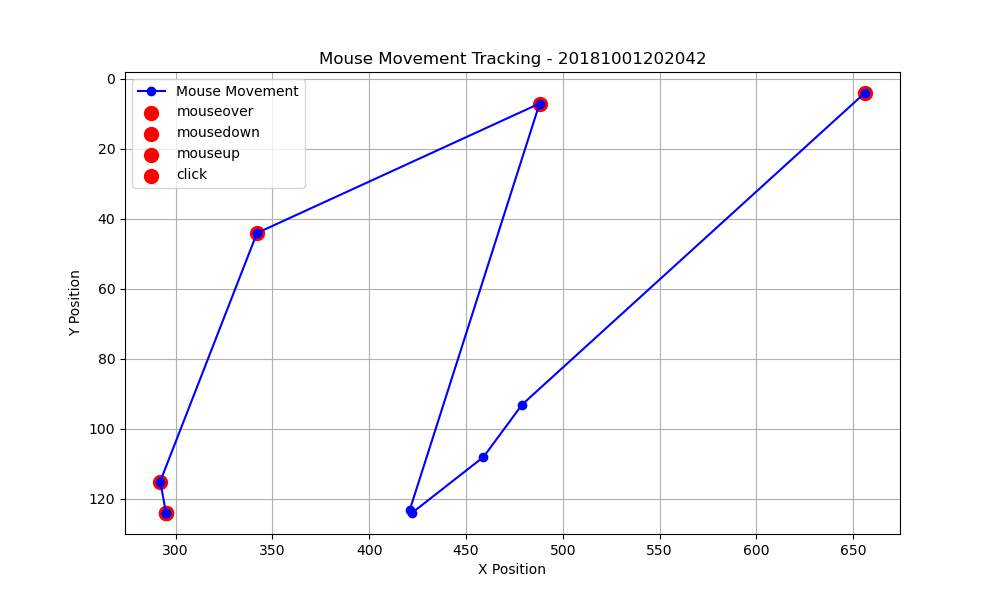 Mouse Movement Tracking - 20181001202042
Mouse Movement
mouseover
mousedown
mouseup
click
0
20
40
60
80
100
120
Y Position
300 350 400 450 500 550 600 650
X Position